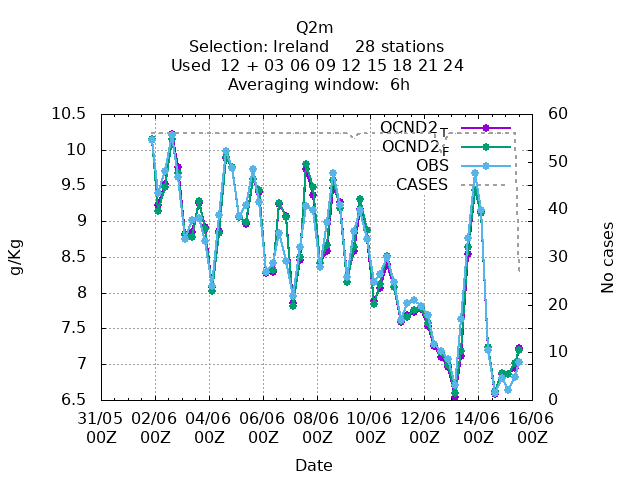 Q2m
Selection: Ireland     28 stations
Used  12 + 03 06 09 12 15 18 21 24
Averaging window:  6h
10.5
10
9.5
9
8.5
8
7.5
7
6.5
60
50
40
30
20
10
0
OCND2_T
OCND2_F
OBS
CASES
g/Kg
No cases
31/05 02/06 04/06 06/06 08/06 10/06 12/06 14/06 16/06
00Z 00Z 00Z 00Z 00Z 00Z 00Z 00Z 00Z
Date